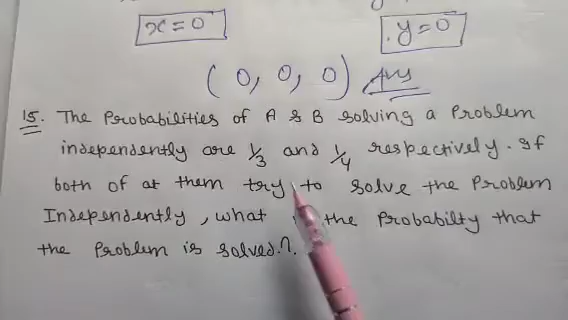 x = 0
y = 0
(0, 0, 0) Ans
15. The Probabilities of A & B solving a Problem
independently are 1/3 and 1/4 respectively. If
both of at them try to solve the Problem
Independently, what the Probabilty that
the Problem is solved.?.